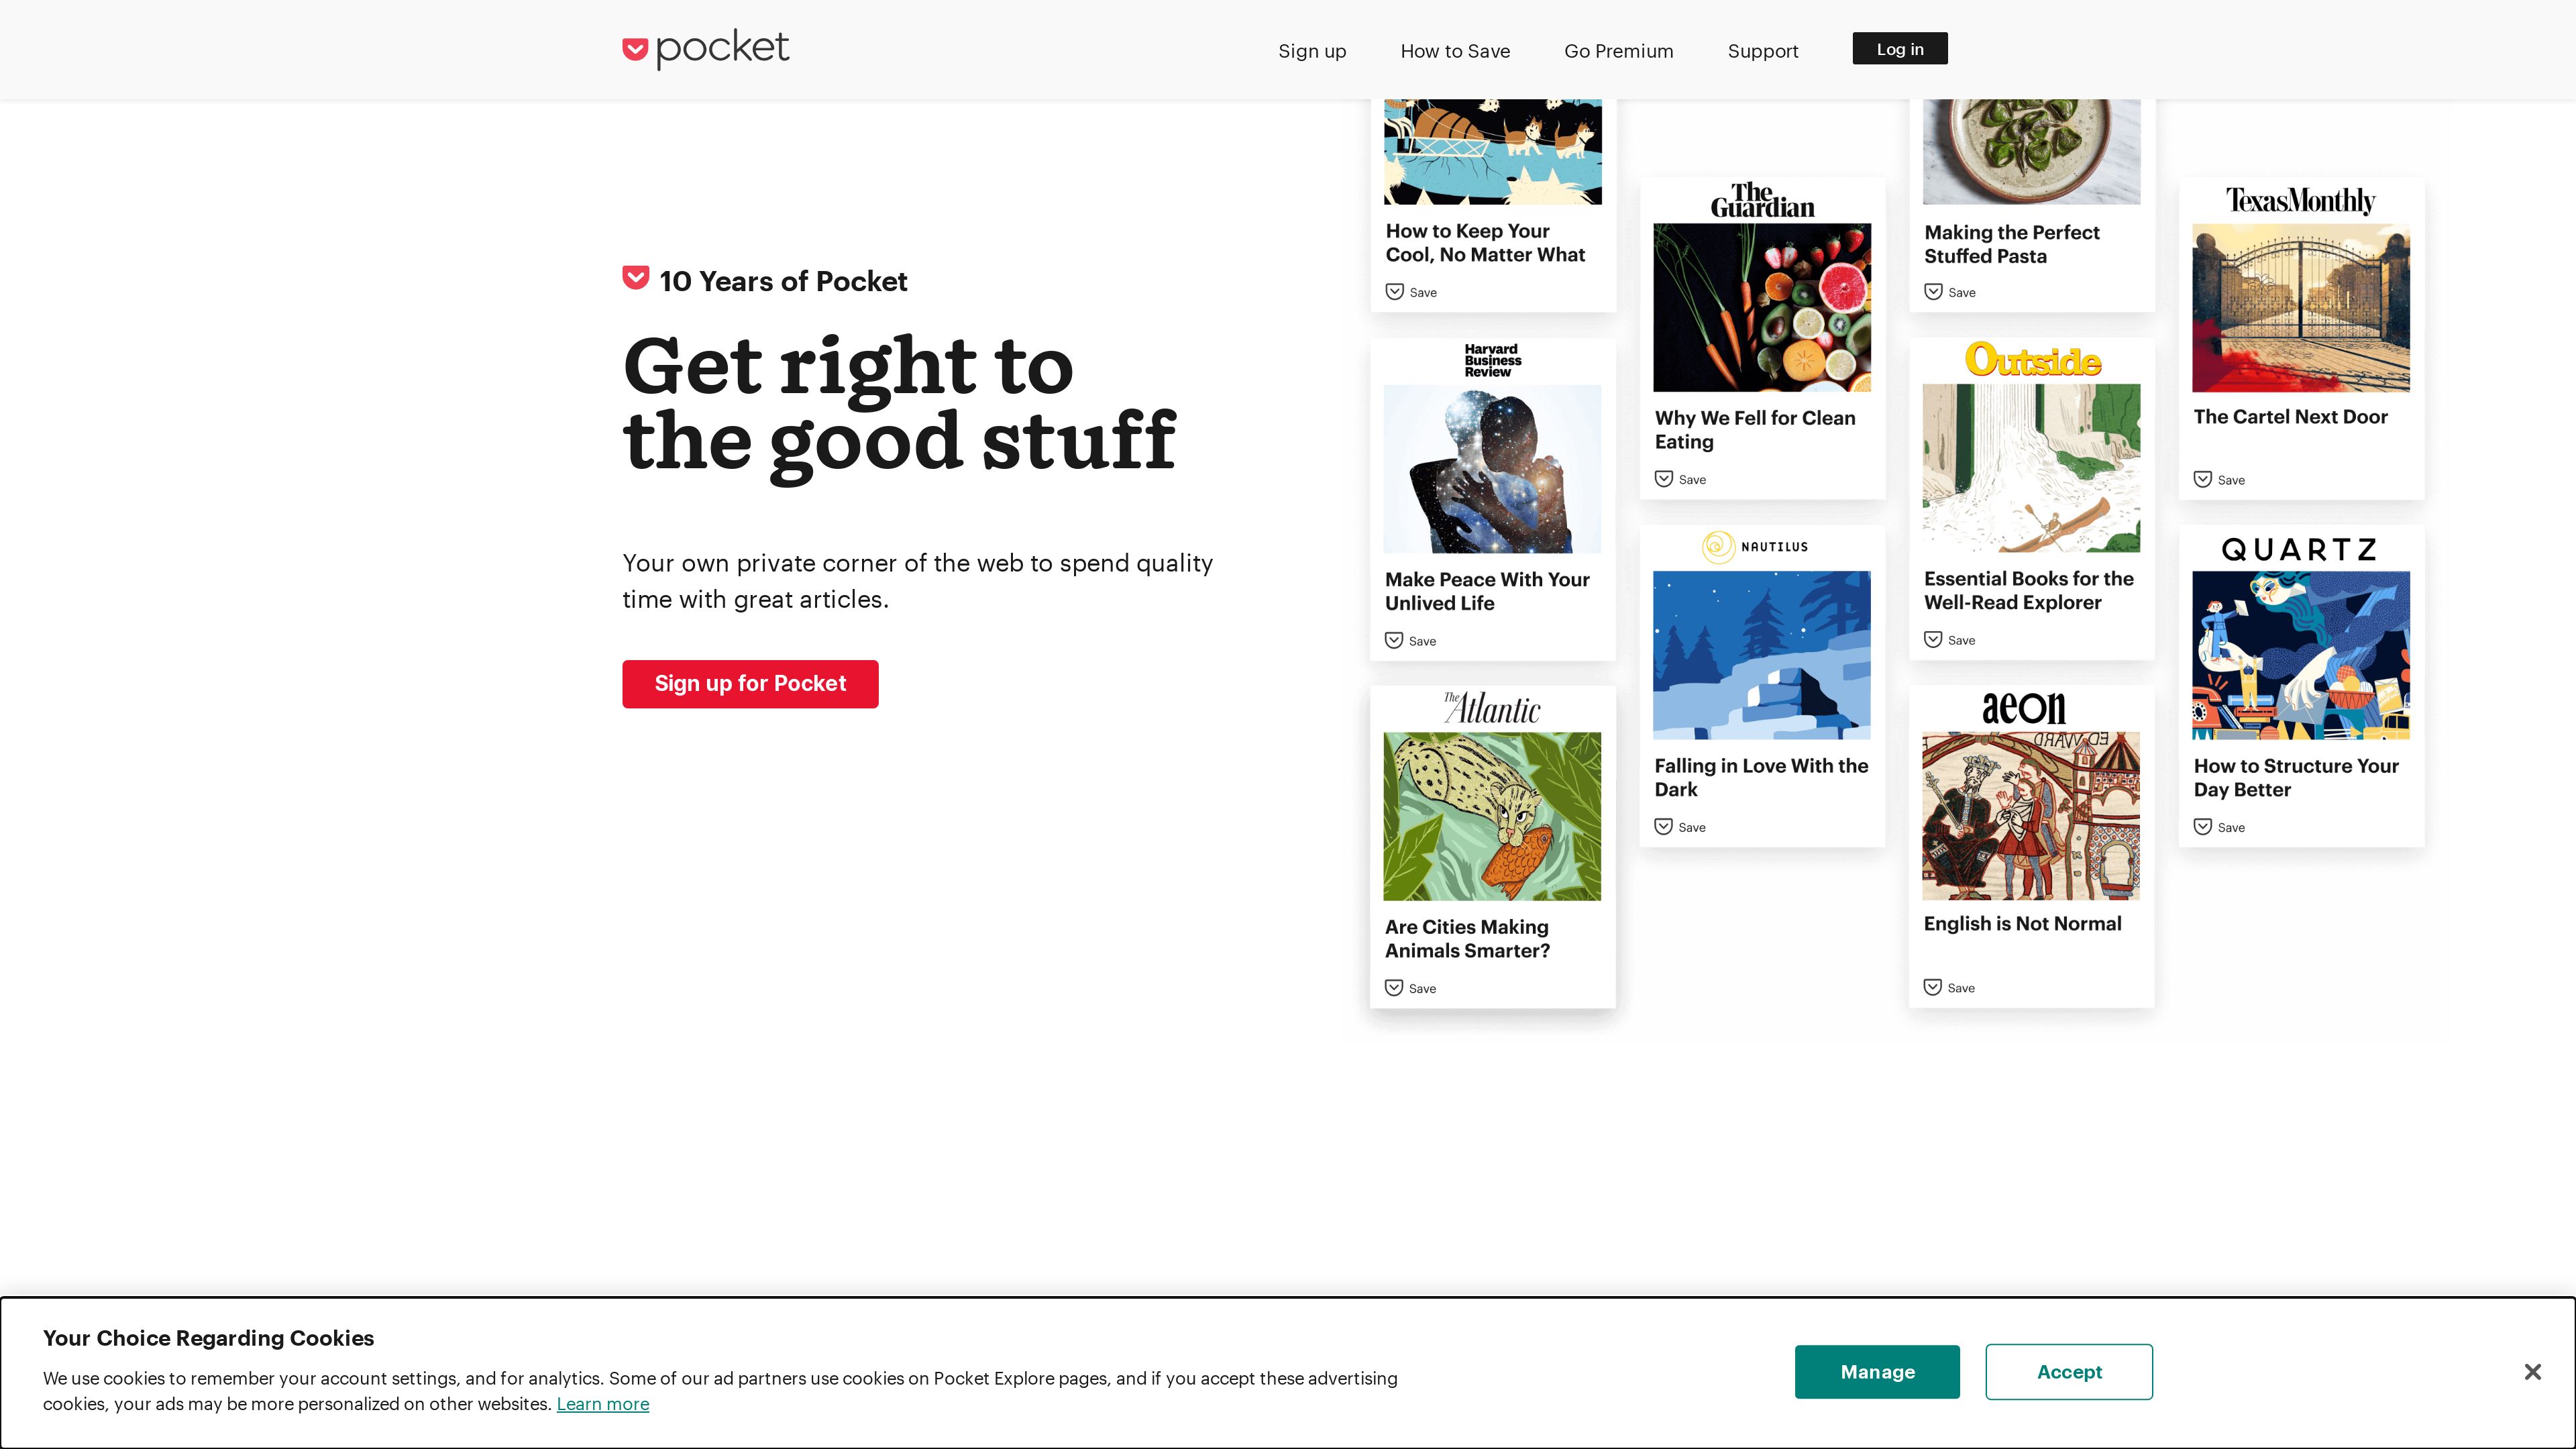 pocket
Sign up
How to Save
Go Premium
Support
Log in
10 Years of Pocket
Get right to
the good stuff
Your own private corner of the web to spend quality
time with great articles.
Sign up for Pocket
How to Keep Your
Cool, No Matter What
Save
Harvard
Business
Review
Make Peace With Your
Unlived Life
Save
The Atlantic
Are Cities Making
Animals Smarter?
Save
The
Guardian
Why We Fell for Clean
Eating
Save
NAUTILUS
Falling in Love With the
Dark
Save
Making the Perfect
Stuffed Pasta
Save
Outside
Essential Books for the
Well-Read Explorer
Save
aeon
EDWARD
English is Not Normal
Save
TexasMonthly
The Cartel Next Door
Save
QUARTZ
How to Structure Your
Day Better
Save
Your Choice Regarding Cookies
We use cookies to remember your account settings, and for analytics. Some of our ad partners use cookies on Pocket Explore pages, and if you accept these advertising
cookies, your ads may be more personalized on other websites. Learn more
Manage
Accept